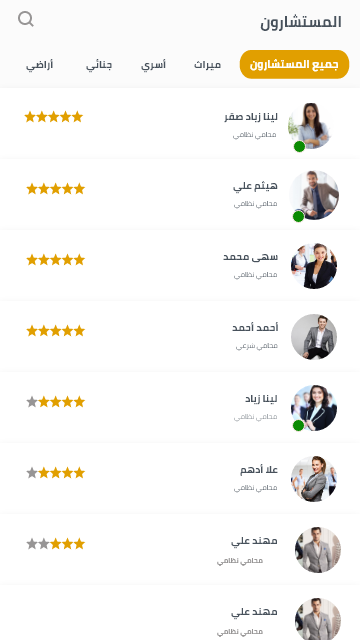 المستشارون
جميع المستشارون ميراث أسري جنائي أراضي
لينا زياد صقر
محامي نظامي
هيثم علي
محامي نظامي
سهى محمد
محامي نظامي
أحمد أحمد
محامي شرعي
لينا زياد
محامي نظامي
علا أدهم
محامي نظامي
مهند علي
محامي نظامي
مهند علي
محامي نظامي